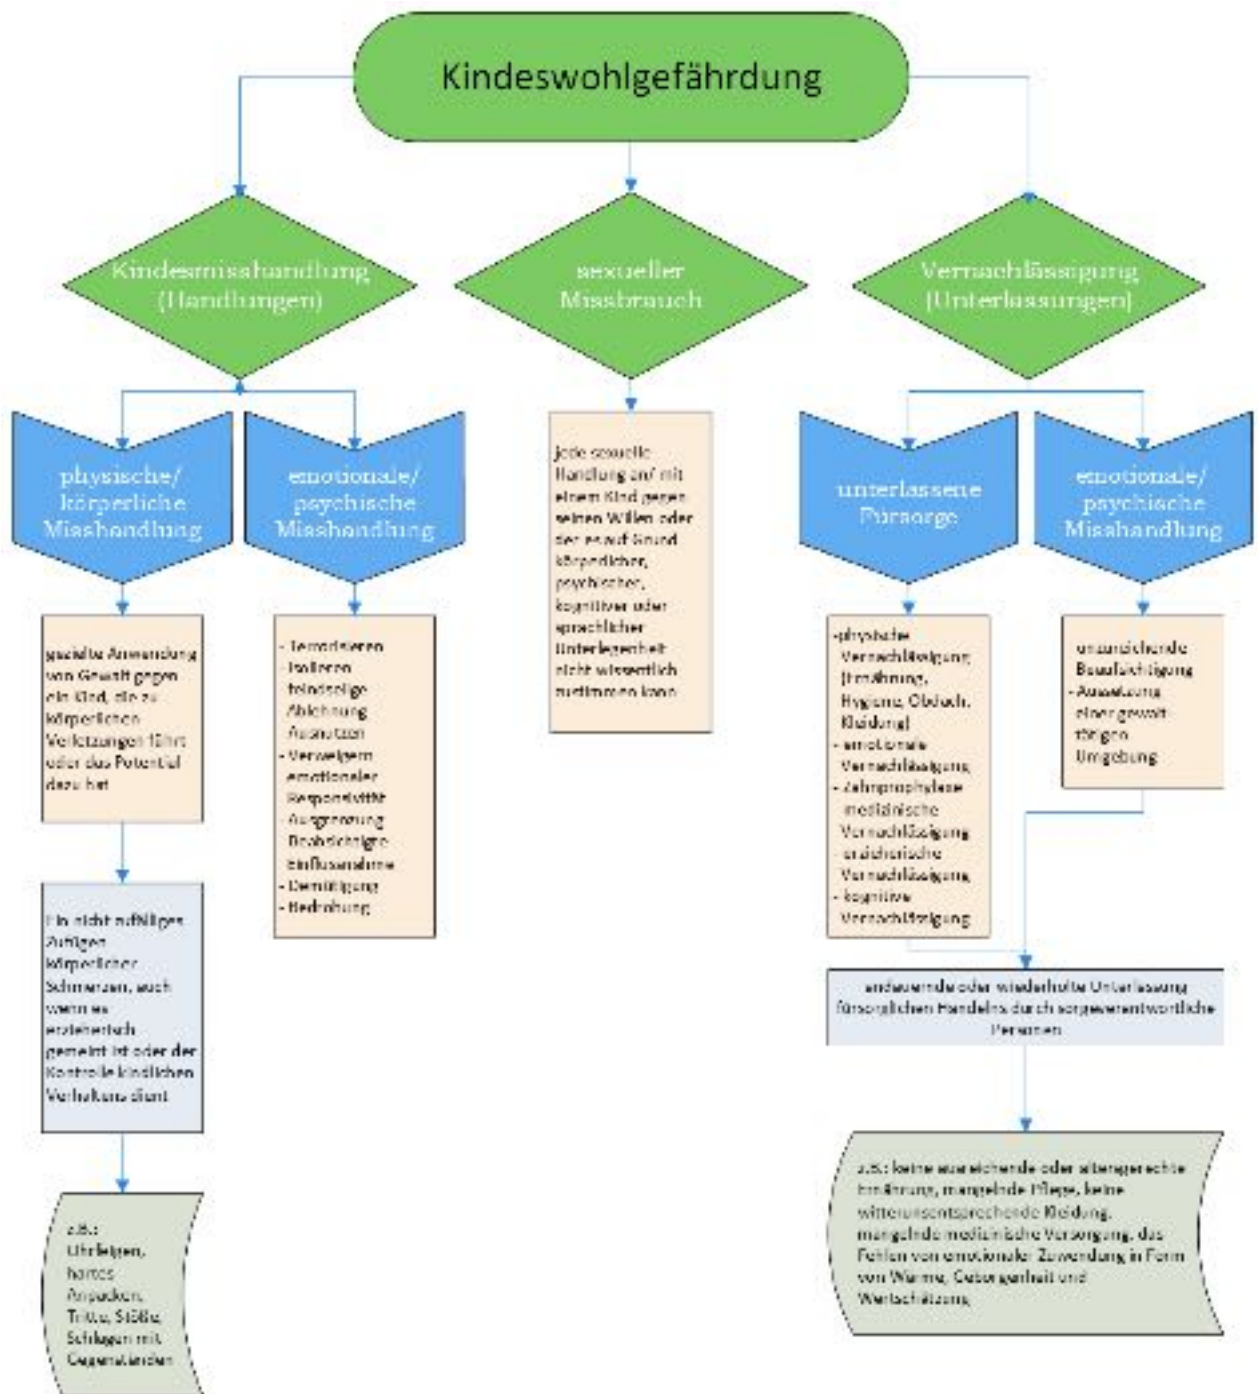 Kindeswohlgefährdung
Kindesmisshandlung
(Handlungen)
sexueller
Missbrauch
Vernachlässigung
(Unterlassungen)
physische/
körperliche
Misshandlung
emotionale/
psychische
Misshandlung
jede sexuelle
Handlung an/ mit
einem Kind gegen
seinen Willen oder
der es auf Grund
körperlicher,
psychischer,
kognitiver oder
sprachlicher
Unterlegenheit
nicht wissentlich
zustimmen kann
unterlassene
Fürsorge
emotionale/
psychische
Misshandlung
gezielte Anwendung
von Gewalt gegen
ein Kind, die zu
körperlichen
Verletzungen führt
oder das Potential
dazu hat
- Terrorisieren
- Isolieren
feindselige
Ablehnung
Ausnutzen
- Verweigern
emotionaler
Responsivität
- Ausgrenzung
Beabsichtigte
Einflussnahme
- Demütigung
- Bedrohung
-physische
Vernachlässigung
(Ernährung,
Hygiene, Obdach,
Kleidung)
- emotionale
Vernachlässigung
- Zahnprophylaxe
medizinische
Vernachlässigung
erzieherische
Vernachlässigung
- kognitive
Vernachlässigung
unzureichende
Beaufsichtigung
- Aussetzung
einer gewalt-
tätigen
Umgebung
Ein nicht zufälliges
Zufügen
körperlicher
Schmerzen, auch
wenn es
erzieherisch
gemeint ist oder der
Kontrolle kindlichen
Verhaltens dient
andauernde oder wiederholte Unterlassung
fürsorglichen Handelns durch sorgeverantwortliche
Personen
z.B.:
Ohrfeigen,
hartes
Anpacken,
Tritte, Stöße,
Schlagen mit
Gegenständen
z.B.: keine ausreichende oder altersgerechte
Ernährung, mangelnde Pflege, keine
witterunsentsprechende Kleidung,
mangelnde medizinische Versorgung, das
Fehlen von emotionaler Zuwendung in Form
von Wärme, Geborgenheit und
Wertschätzung